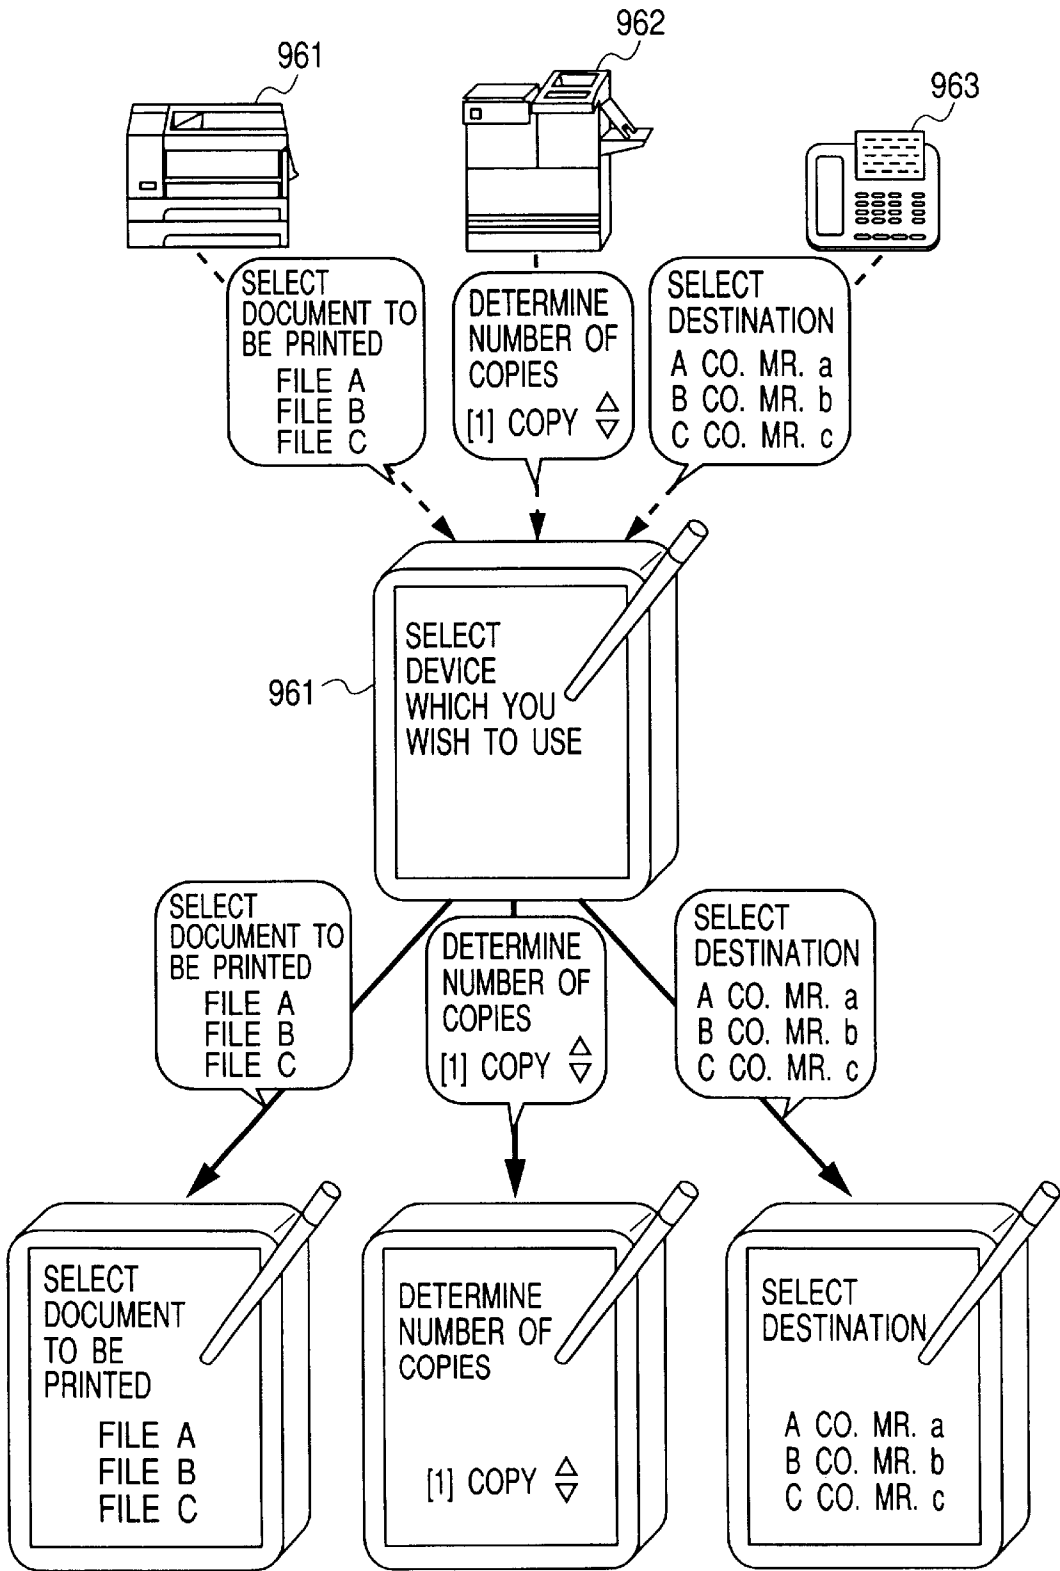 961
962
963
SELECT
DOCUMENT TO
BE PRINTED
FILE A
FILE B
FILE C
DETERMINE
NUMBER OF
COPIES
[1] COPY △▽
SELECT
DESTINATION
A CO. MR. a
B CO. MR. b
C CO. MR. c
961
SELECT
DEVICE
WHICH YOU
WISH TO USE
SELECT
DOCUMENT TO
BE PRINTED
FILE A
FILE B
FILE C
DETERMINE
NUMBER OF
COPIES
[1] COPY △▽
SELECT
DESTINATION
A CO. MR. a
B CO. MR. b
C CO. MR. c
SELECT
DOCUMENT
TO BE
PRINTED
FILE A
FILE B
FILE C
DETERMINE
NUMBER OF
COPIES
[1] COPY △▽
SELECT
DESTINATION
A CO. MR. a
B CO. MR. b
C CO. MR. c